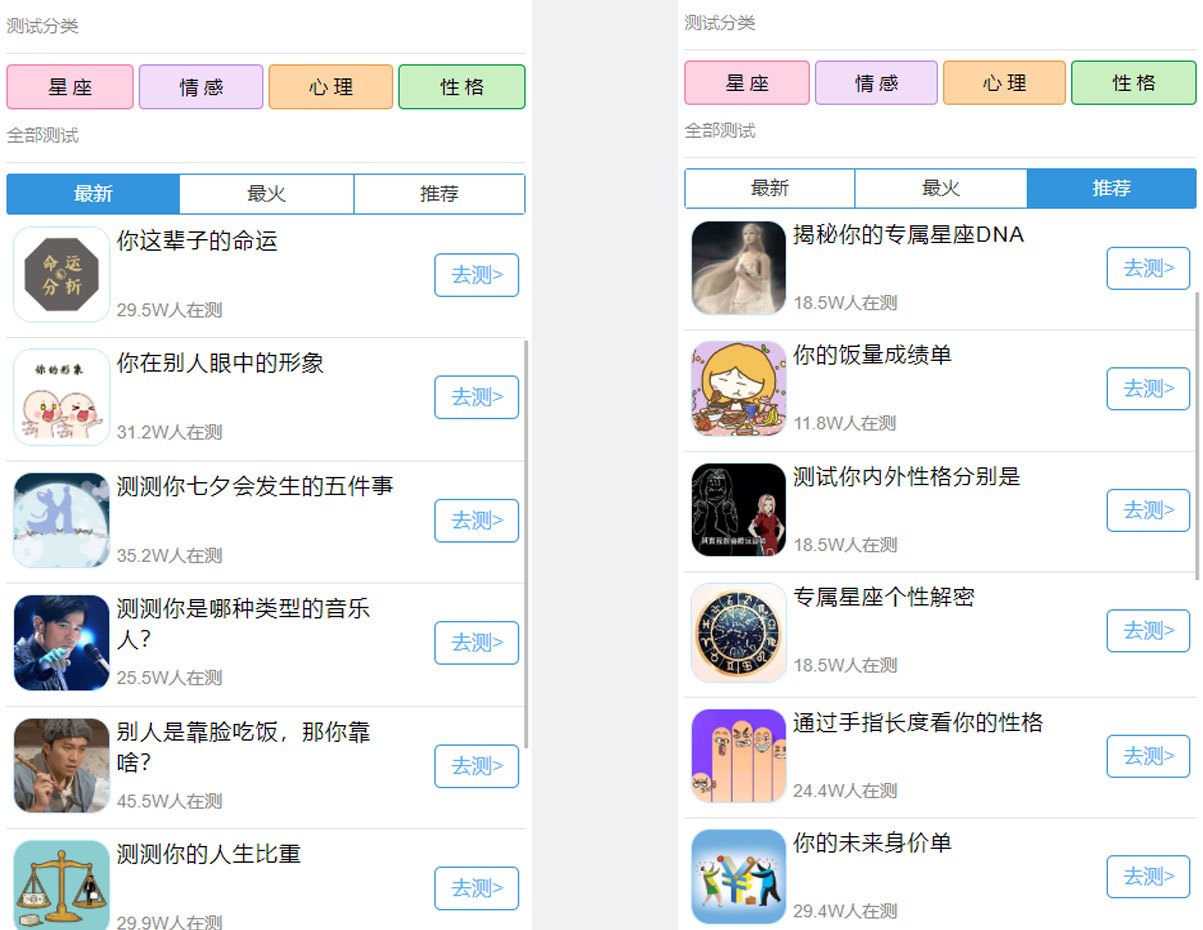 测试分类
星座
情感
心理
性格
全部测试
最新
最火
推荐
命运
分析
你这辈子的命运
29.5W人在测
去测>
你的形象
你在别人眼中的形象
31.2W人在测
去测>
测测你七夕会发生的五件事
35.2W人在测
去测>
测测你是哪种类型的音乐
人?
25.5W人在测
去测>
别人是靠脸吃饭，那你靠
啥?
45.5W人在测
去测>
测测你的人生比重
29.9W人在测
去测>
测试分类
星座
情感
心理
性格
全部测试
最新
最火
推荐
揭秘你的专属星座DNA
18.5W人在测
去测>
你的饭量成绩单
11.8W人在测
去测>
测试你内外性格分别是
18.5W人在测
去测>
专属星座个性解密
18.5W人在测
去测>
通过手指长度看你的性格
24.4W人在测
去测>
你的未来身价单
29.4W人在测
去测>